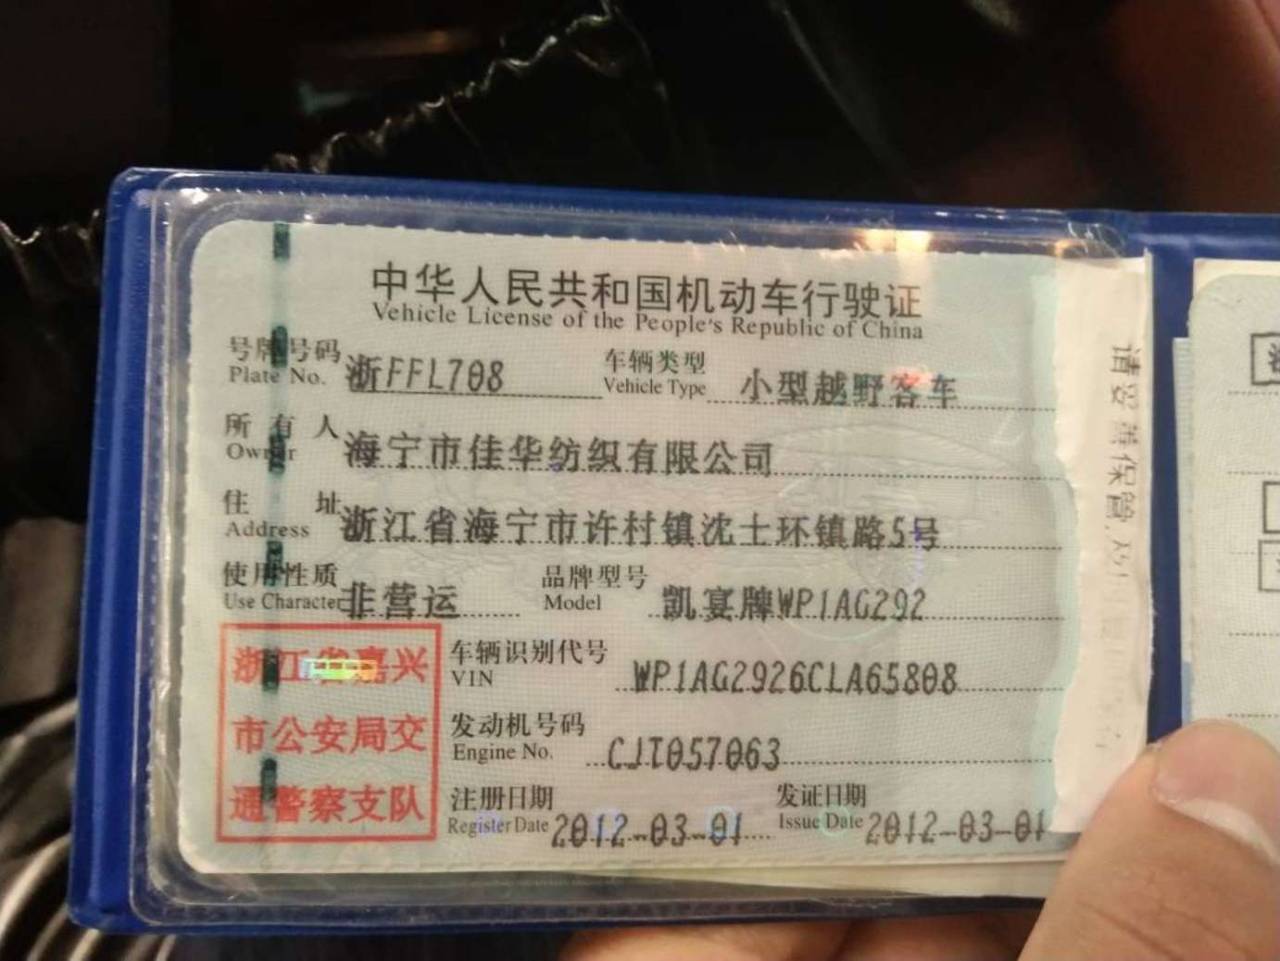 中华人民共和国机动车行驶证
Vehicle License of the People's Republic of China
号牌号码 浙FFL708 车辆类型 小型越野客车
Plate No. Vehicle Type
所有人 海宁市佳华纺织有限公司
Owner
住址 浙江省海宁市许村镇沈士环镇路5号
Address
使用性质 非营运 品牌型号 凯宴牌WP1AG292
Use Character Model
浙江省嘉兴
市公安局交
通警察支队
车辆识别代号 WP1AG2926CLA65808
VIN
发动机号码 CJT057063
Engine No.
注册日期 2012-03-01 发证日期 2012-03-01
Register Date Issue Date
请妥善保管